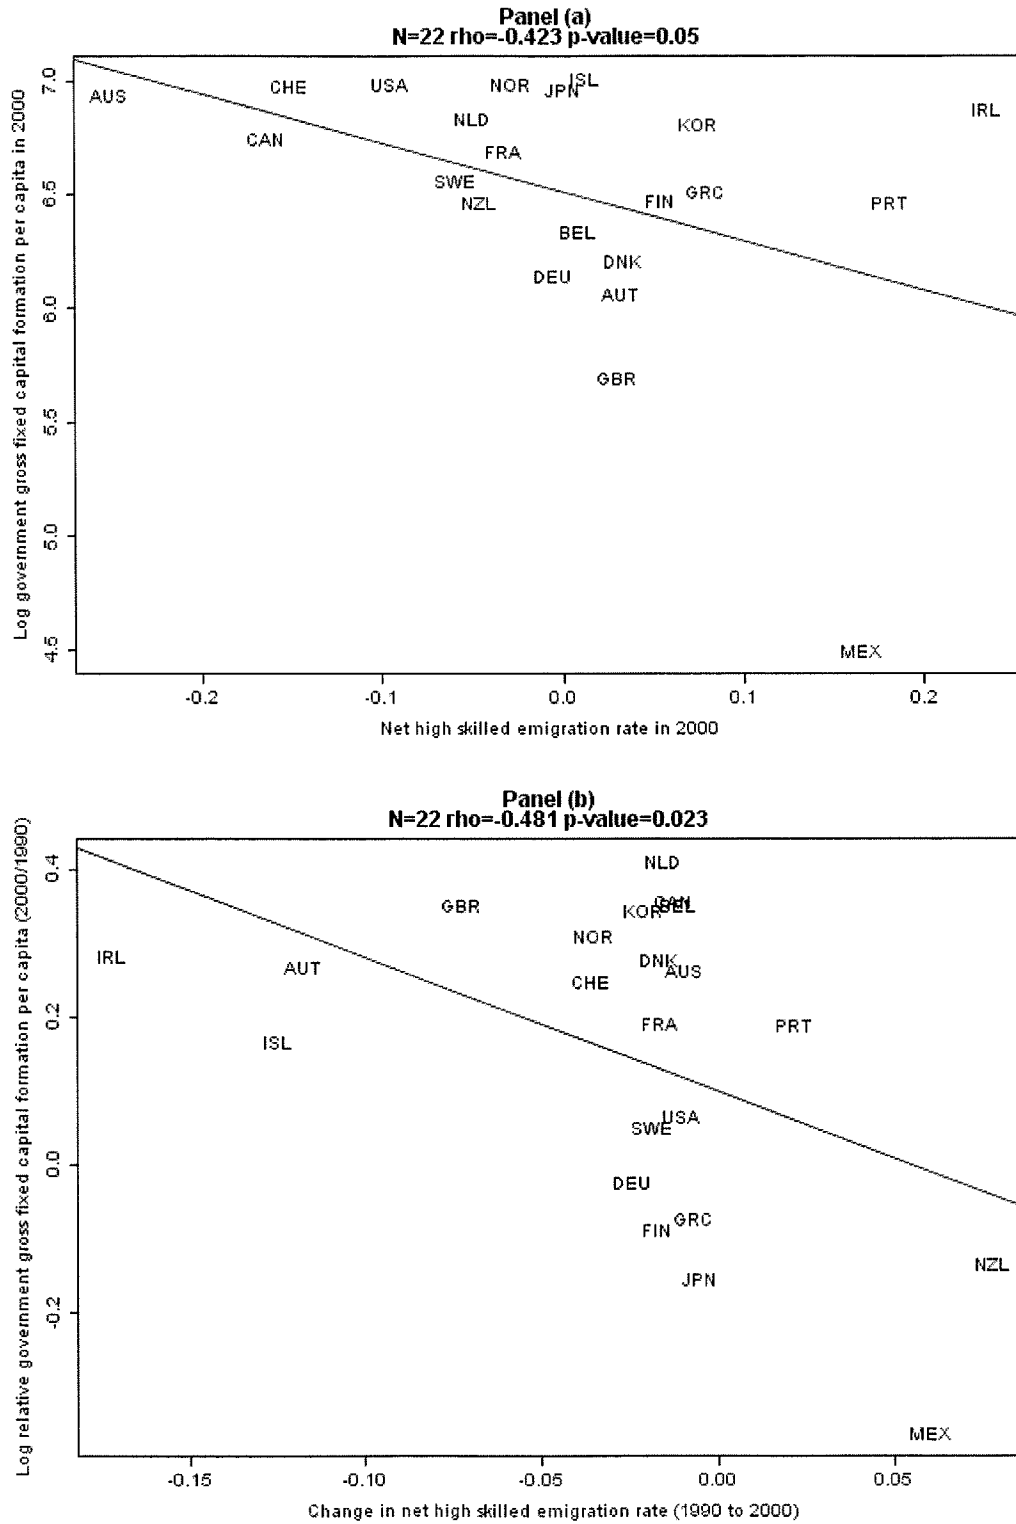 Panel (a)
N=22 rho=-0.423 p-value=0.05
Log government gross fixed capital formation per capita in 2000
7.0
6.5
6.0
5.5
5.0
4.5
AUS
CHE
USA
NOR
JPN
ISL
IRL
CAN
NLD
KOR
FRA
SWE
NZL
FIN
GRC
PRT
BEL
DEU
DNK
AUT
GBR
MEX
-0.2
-0.1
0.0
0.1
0.2
Net high skilled emigration rate in 2000
Panel (b)
N=22 rho=-0.481 p-value=0.023
Log relative government gross fixed capital formation per capita (2000/1990)
0.4
0.2
0.0
-0.2
NLD
GBR
CAN
KOR
BEL
NOR
IRL
AUT
DNK
AUS
CHE
ISL
FRA
PRT
USA
SWE
DEU
GRC
FIN
JPN
NZL
MEX
-0.15
-0.10
-0.05
0.00
0.05
Change in net high skilled emigration rate (1990 to 2000)